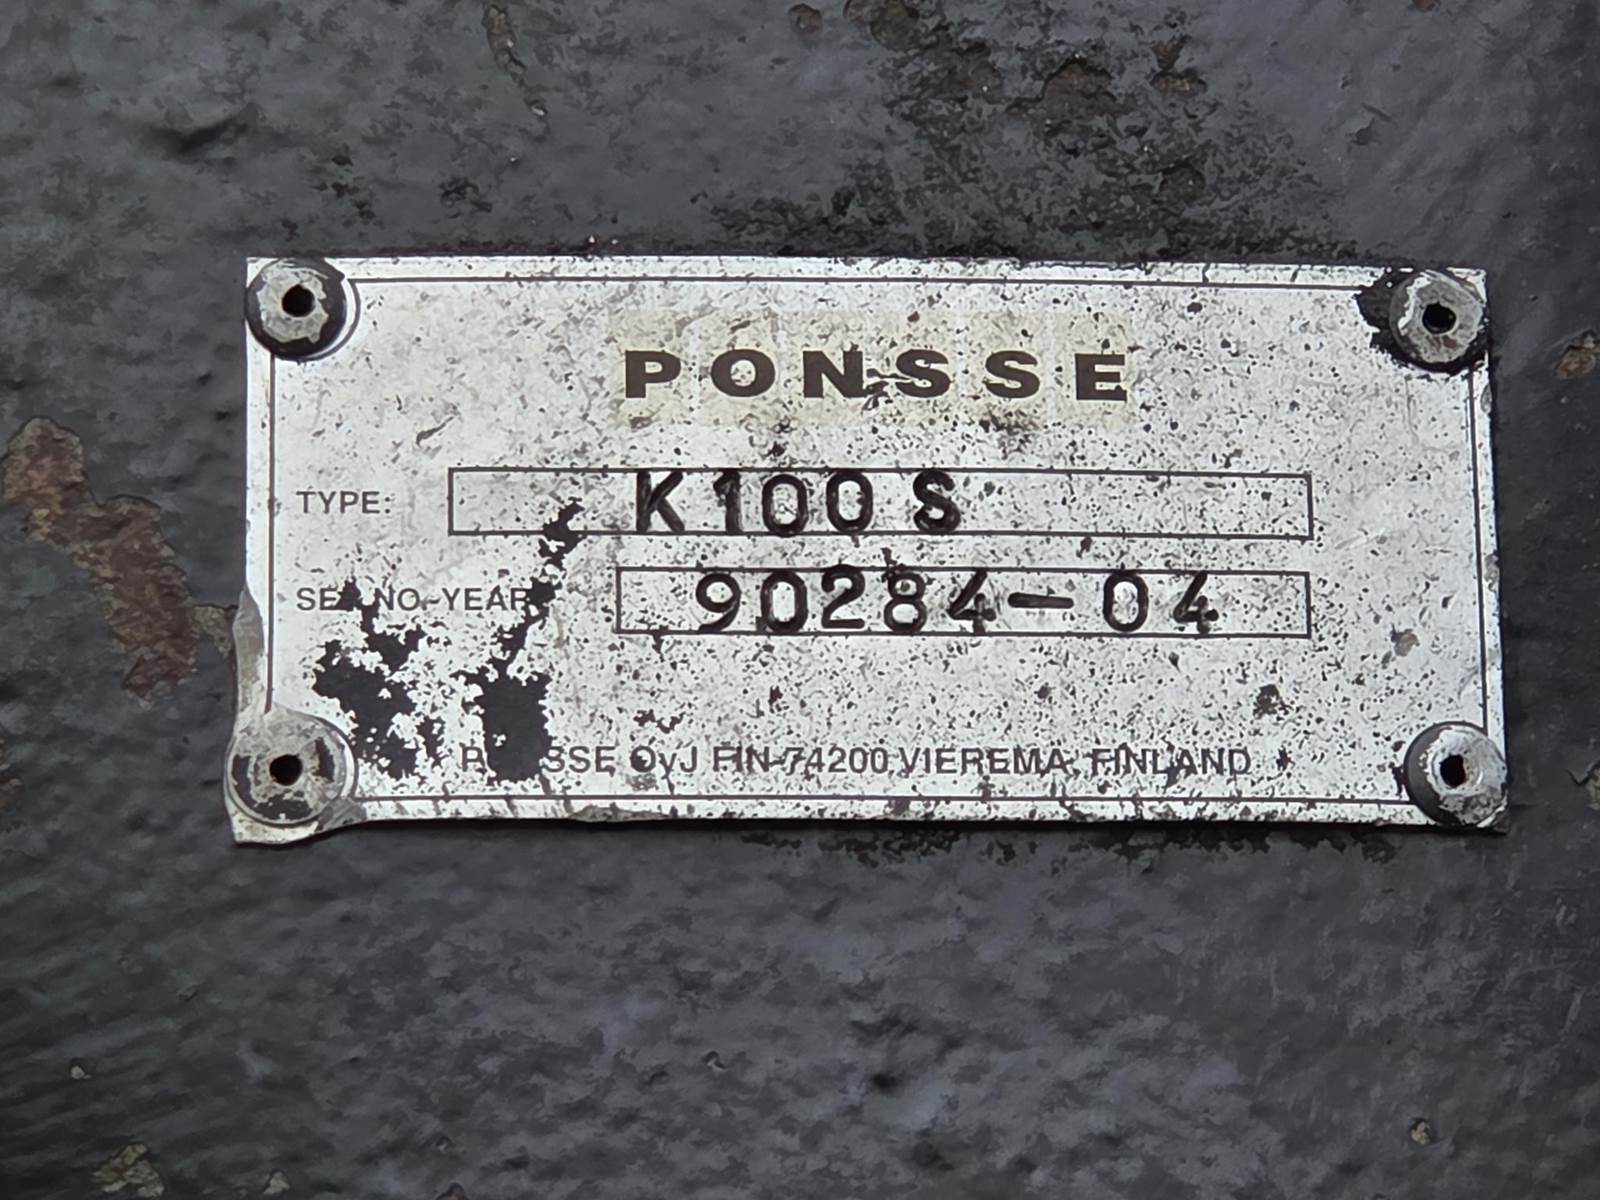 PONSSE
TYPE: K100 S
NO-YEAR 90284-04
OyJ FIN-74200 VIEREMA, FINLAND